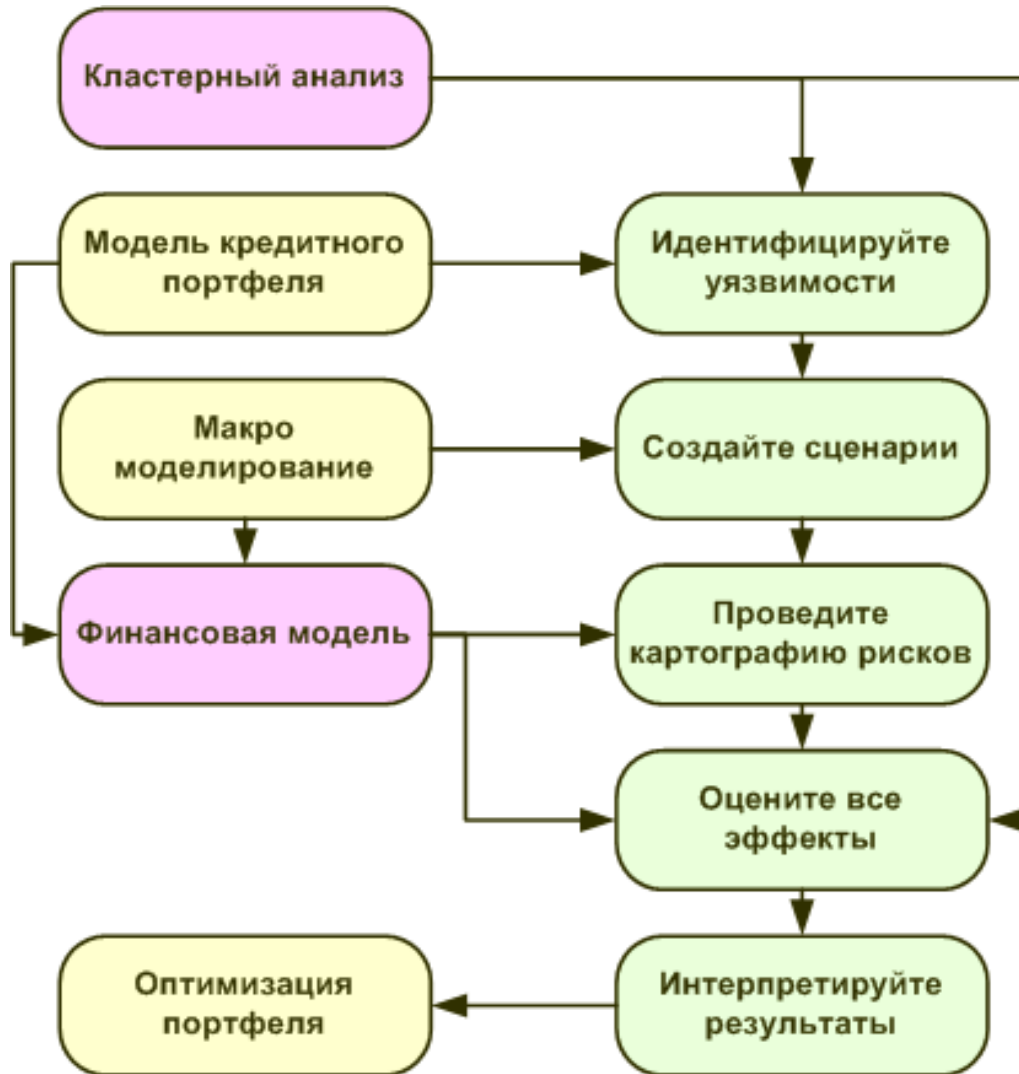 Кластерный анализ
Модель кредитного
портфеля
Идентифицируйте
уязвимости
Макро
моделирование
Создайте сценарии
Финансовая модель
Проведите
картографию рисков
Оцените все
эффекты
Оптимизация
портфеля
Интерпретируйте
результаты